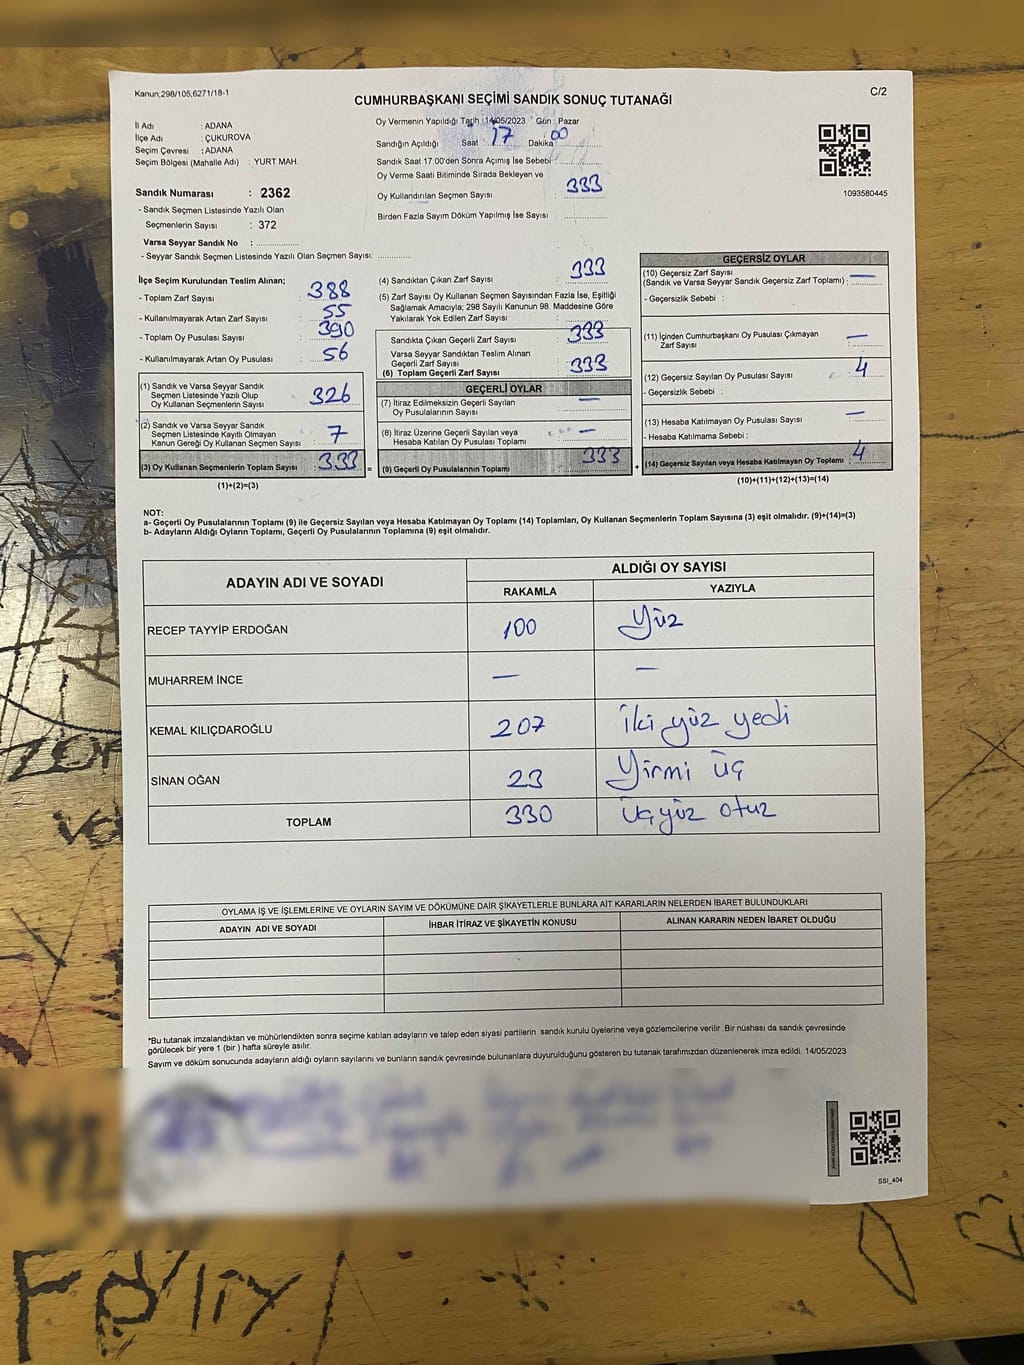 Kanun;298/105,6271/18-1
C/2
CUMHURBAŞKANI SEÇİMİ SANDIK SONUÇ TUTANAĞI
İl Adı : ADANA
İlçe Adı : ÇUKUROVA
Seçim Çevresi : ADANA
Seçim Bölgesi (Mahalle Adı) : YURT MAH.
Sandık Numarası : 2362
- Sandık Seçmen Listesinde Yazılı Olan
Seçmenlerin Sayısı : 372
Varsa Seyyar Sandık No :
- Seyyar Sandık Seçmen Listesinde Yazılı Olan Seçmen Sayısı:
Oy Vermenin Yapıldığı Tarih :14/05/2023 Gün : Pazar
Sandığın Açıldığı Saat : 17 Dakika : 00
Sandık Saat 17:00'den Sonra Açımış İse Sebebi :
Oy Verme Saati Bitiminde Sırada Bekleyen ve
Oy Kullandırılan Seçmen Sayısı : 333
Birden Fazla Sayım Döküm Yapılmış İse Sayısı :
1093580445
İlçe Seçim Kurulundan Teslim Alınan;
- Toplam Zarf Sayısı : 388
- Kullanılmayarak Artan Zarf Sayısı : 55
- Toplam Oy Pusulası Sayısı : 390
- Kullanılmayarak Artan Oy Pusulası : 56
(1) Sandık ve Varsa Seyyar Sandık
Seçmen Listesinde Yazılı Olup
Oy Kullanan Seçmenlerin Sayısı : 326
(2) Sandık ve Varsa Seyyar Sandık
Seçmen Listesinde Kayıtlı Olmayan
Kanun Gereği Oy Kullanan Seçmen Sayısı : 7
(3) Oy Kullanan Seçmenlerin Toplam Sayısı : 333 =
(1)+(2)=(3)
(4) Sandıktan Çıkan Zarf Sayısı : 333
(5) Zarf Sayısı Oy Kullanan Seçmen Sayısından Fazla İse, Eşitliği
Sağlamak Amacıyla; 298 Sayılı Kanunun 98. Maddesine Göre
Yakılarak Yok Edilen Zarf Sayısı :
Sandıkta Çıkan Geçerli Zarf Sayısı : 333
Varsa Seyyar Sandıktan Teslim Alınan
Geçerli Zarf Sayısı
(6) Toplam Geçerli Zarf Sayısı : 333
GEÇERLİ OYLAR
(7) İtiraz Edilmeksizin Geçerli Sayılan
Oy Pusulalarının Sayısı : —
(8) İtiraz Üzerine Geçerli Sayılan veya
Hesaba Katılan Oy Pusulası Toplamı : —
(9) Geçerli Oy Pusulalarının Toplamı : 333 +
GEÇERSİZ OYLAR
(10) Geçersiz Zarf Sayısı
(Sandık ve Varsa Seyyar Sandık Geçersiz Zarf Toplamı) : —
- Geçersizlik Sebebi :
(11) İçinden Cumhurbaşkanı Oy Pusulası Çıkmayan
Zarf Sayısı : —
(12) Geçersiz Sayılan Oy Pusulası Sayısı : 4
- Geçersizlik Sebebi :
(13) Hesaba Katılmayan Oy Pusulası Sayısı : —
- Hesaba Katılmama Sebebi :
(14) Geçersiz Sayılan veya Hesaba Katılmayan Oy Toplamı : 4
(10)+(11)+(12)+(13)=(14)
NOT:
a- Geçerli Oy Pusulalarının Toplamı (9) ile Geçersiz Sayılan veya Hesaba Katılmayan Oy Toplamı (14) Toplamları, Oy Kullanan Seçmenlerin Toplam Sayısına (3) eşit olmalıdır. (9)+(14)=(3)
b- Adayların Aldığı Oyların Toplamı, Geçerli Oy Pusulalarının Toplamına (9) eşit olmalıdır.
ADAYIN ADI VE SOYADI
ALDIĞI OY SAYISI
RAKAMLA YAZIYLA
RECEP TAYYİP ERDOĞAN 100 Yüz
MUHARREM İNCE — —
KEMAL KILIÇDAROĞLU 207 İki yüz yedi
SİNAN OĞAN 23 Yirmi üç
TOPLAM 330 üçyüz otuz
OYLAMA İŞ VE İŞLEMLERİNE VE OYLARIN SAYIM VE DÖKÜMÜNE DAİR ŞİKAYETLERLE BUNLARA AİT KARARLARIN NELERDEN İBARET BULUNDUKLARI
ADAYIN ADI VE SOYADI İHBAR İTİRAZ VE ŞİKAYETİN KONUSU ALINAN KARARIN NEDEN İBARET OLDUĞU
*Bu tutanak imzalandıktan ve mühürlendikten sonra seçime katılan adayların ve talep eden siyasi partilerin sandık kurulu üyelerine veya gözlemcilerine verilir .Bir nüshası da sandık çevresinde
görülecek bir yere 1 (bir ) hafta süreyle asılır.
Sayım ve döküm sonucunda adayların aldığı oyların sayılarını ve bunların sandık çevresinde bulunanlara duyurulduğunu gösteren bu tutanak tarafımızdan düzenlenerek imza edildi. 14/05/2023
SSI_404